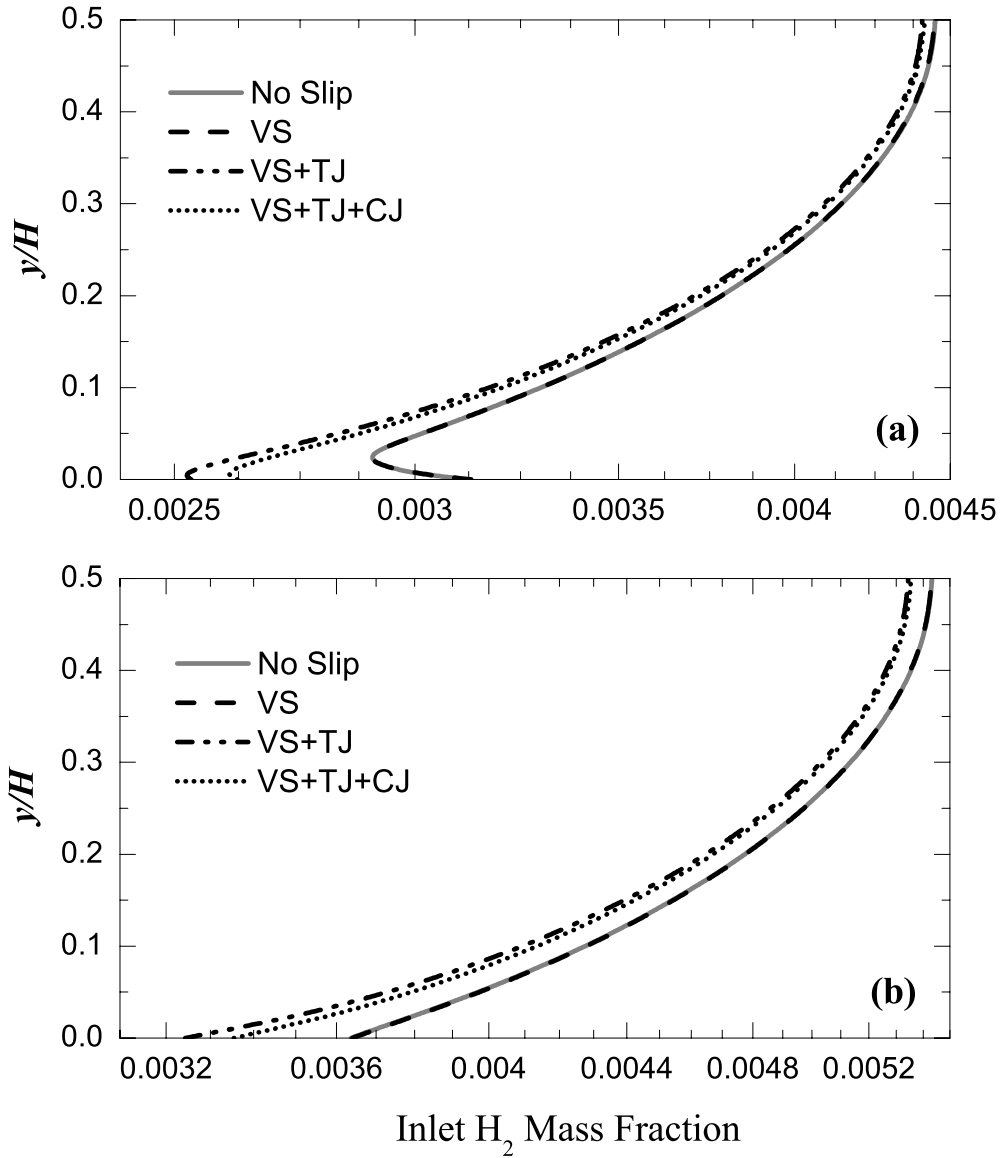 0.5
0.4
0.3
0.2
0.1
0.0
y/H
No Slip
VS
VS+TJ
VS+TJ+CJ
(a)
0.0025 0.003 0.0035 0.004 0.0045
0.5
0.4
0.3
0.2
0.1
0.0
y/H
No Slip
VS
VS+TJ
VS+TJ+CJ
(b)
0.0032 0.0036 0.004 0.0044 0.0048 0.0052
Inlet H₂ Mass Fraction